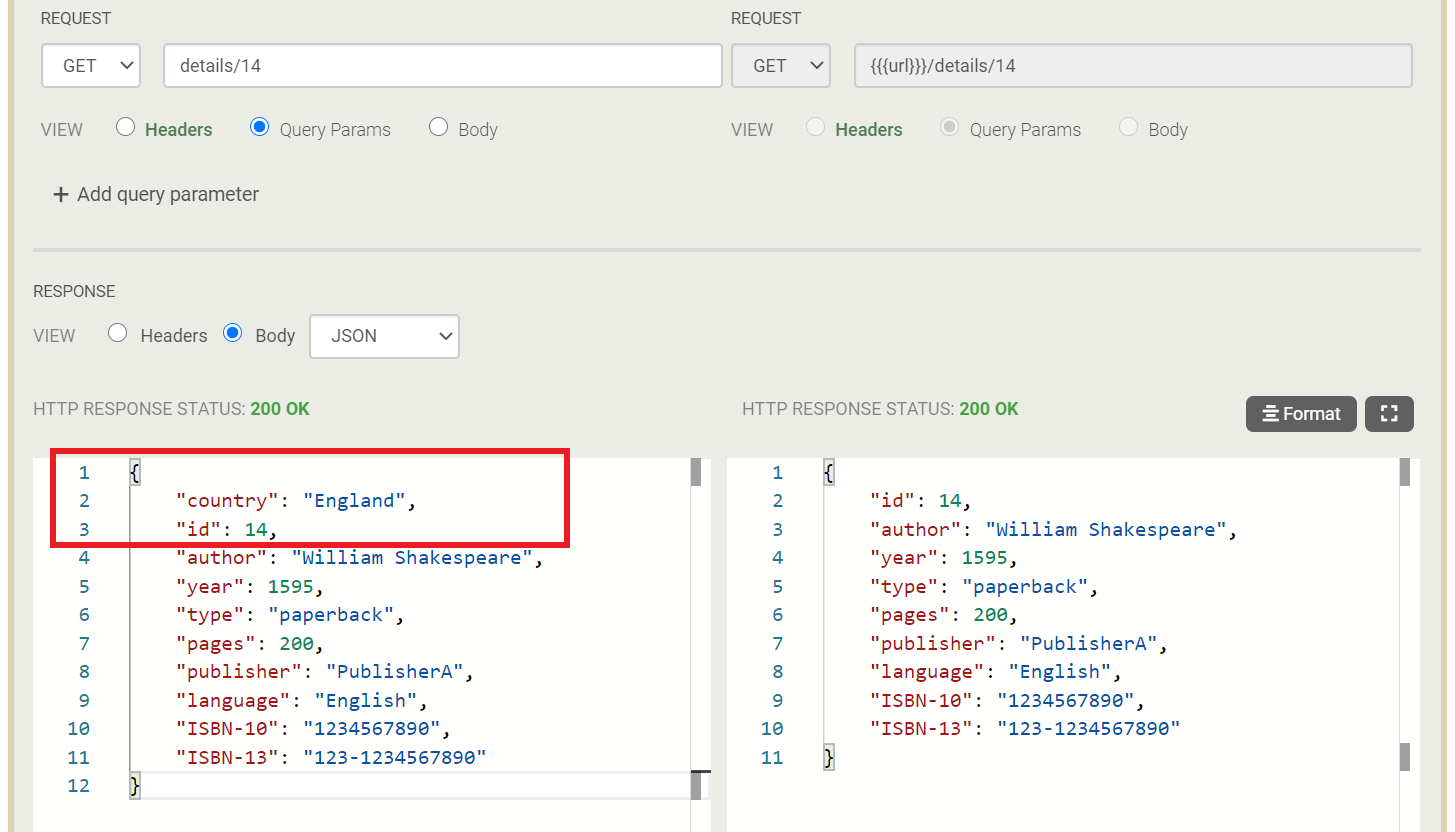 REQUEST
GET
details/14
VIEW
Headers
Query Params
Body
+ Add query parameter
REQUEST
GET
{{{url}}}/details/14
VIEW
Headers
Query Params
Body
RESPONSE
VIEW
Headers
Body
JSON
HTTP RESPONSE STATUS: 200 OK
1 {
2 "country": "England",
3 "id": 14,
4 "author": "William Shakespeare",
5 "year": 1595,
6 "type": "paperback",
7 "pages": 200,
8 "publisher": "PublisherA",
9 "language": "English",
10 "ISBN-10": "1234567890",
11 "ISBN-13": "123-1234567890"
12 }
HTTP RESPONSE STATUS: 200 OK
Format
1 {
2 "id": 14,
3 "author": "William Shakespeare",
4 "year": 1595,
5 "type": "paperback",
6 "pages": 200,
7 "publisher": "PublisherA",
8 "language": "English",
9 "ISBN-10": "1234567890",
10 "ISBN-13": "123-1234567890"
11 }